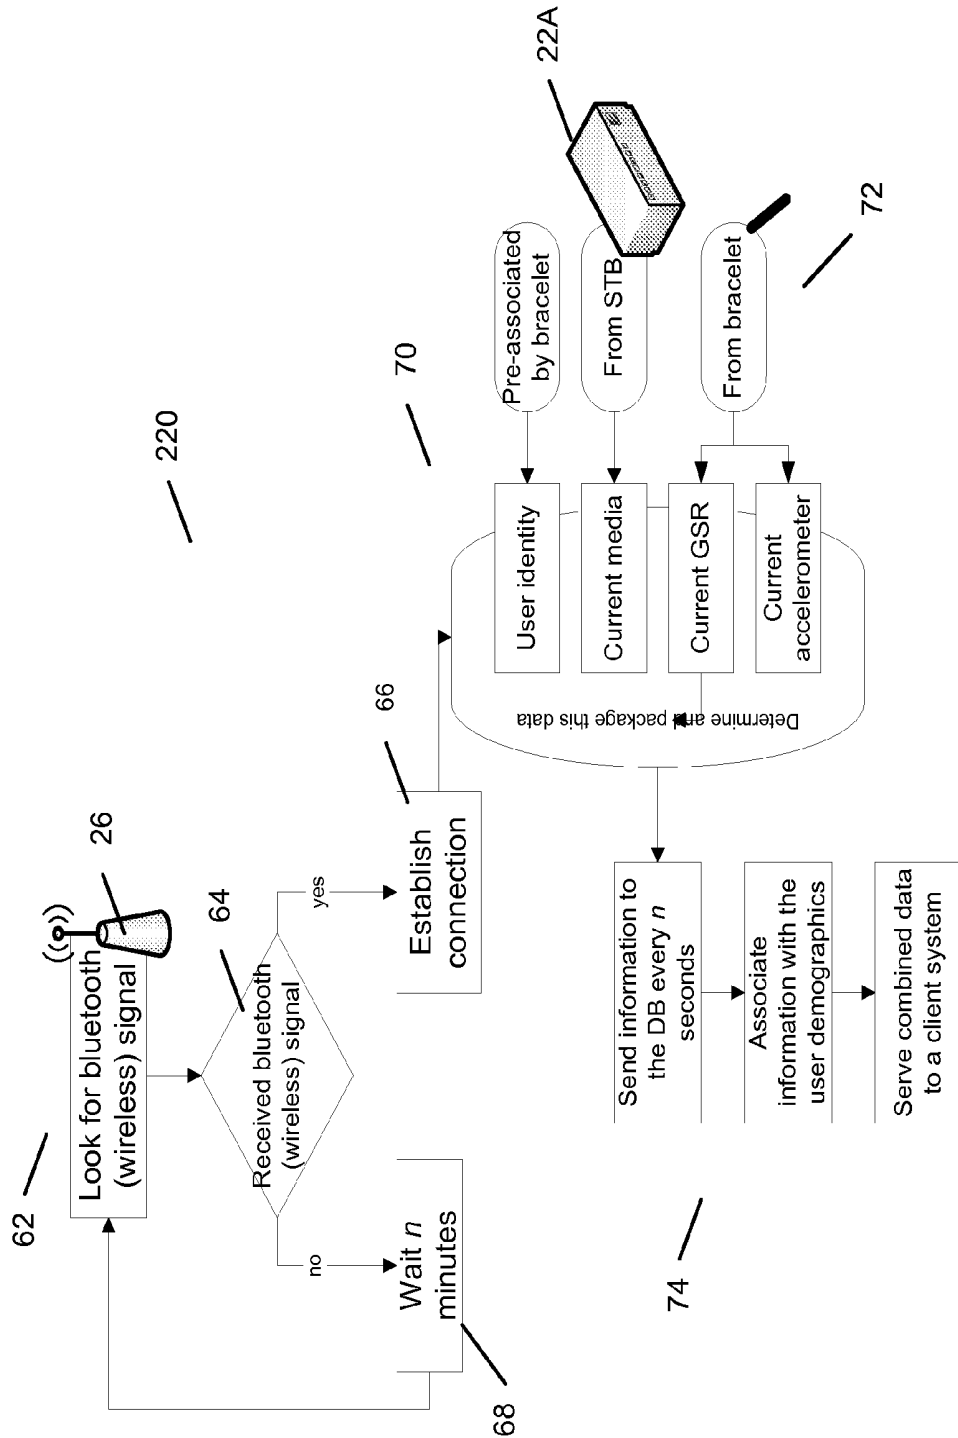 220
62
Look for bluetooth
(wireless) signal
26
64
Received bluetooth
(wireless) signal
no
yes
Wait n
minutes
68
Establish
connection
66
70
Determine and package this data
User identity
Current media
Current GSR
Current
accelerometer
Pre-associated
by bracelet
From STB
22A
From bracelet
72
74
Send information to
the DB every n
seconds
Associate
information with the
user demographics
Serve combined data
to a client system